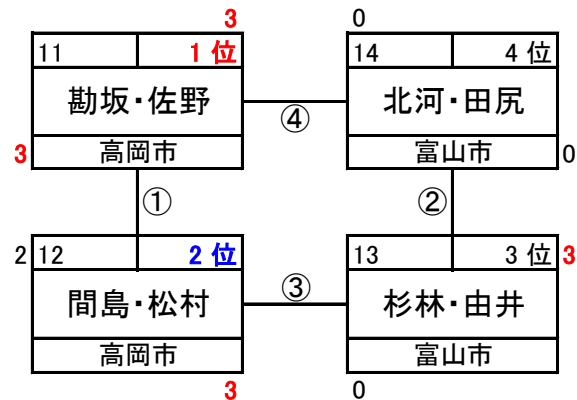 3 0
11 1位 14 4位
勘坂・佐野 北河・田尻
④
3 高岡市 富山市 0
① ②
2 12 2位 13 3位 3
③
間島・松村 杉林・由井
高岡市 富山市
3 0